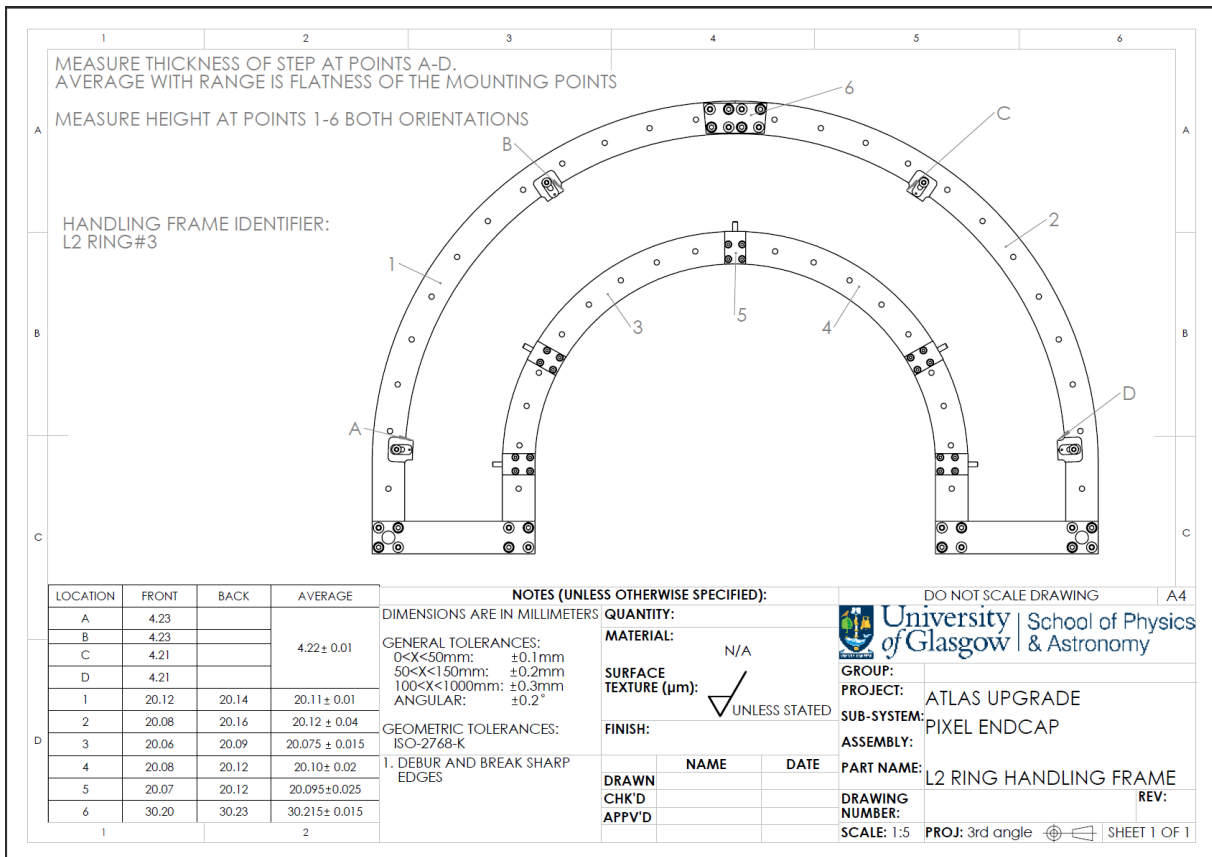 1 2 3 4 5 6
MEASURE THICKNESS OF STEP AT POINTS A-D.
AVERAGE WITH RANGE IS FLATNESS OF THE MOUNTING POINTS
MEASURE HEIGHT AT POINTS 1-6 BOTH ORIENTATIONS
HANDLING FRAME IDENTIFIER:
L2 RING#3
A
A
B
B
C
C
D
6
C
B
2
1
3
5
4
A
D
LOCATION FRONT BACK AVERAGE
A 4.23
B 4.23
C 4.21
D 4.21
4.22± 0.01
1 20.12 20.14 20.11± 0.01
2 20.08 20.16 20.12 ± 0.04
3 20.06 20.09 20.075 ± 0.015
4 20.08 20.12 20.10± 0.02
5 20.07 20.12 20.095±0.025
6 30.20 30.23 30.215± 0.015
1 2
NOTES (UNLESS OTHERWISE SPECIFIED):
DIMENSIONS ARE IN MILLIMETERS
GENERAL TOLERANCES:
0<X<50mm: ±0.1mm
50<X<150mm: ±0.2mm
100<X<1000mm: ±0.3mm
ANGULAR: ±0.2°
GEOMETRIC TOLERANCES:
ISO-2768-K
1. DEBUR AND BREAK SHARP
EDGES
QUANTITY:
MATERIAL:
N/A
SURFACE
TEXTURE (µm):
UNLESS STATED
FINISH:
NAME DATE
DRAWN
CHK'D
APPV'D
DO NOT SCALE DRAWING A4
University of Glasgow
School of Physics & Astronomy
GROUP:
PROJECT: ATLAS UPGRADE
SUB-SYSTEM: PIXEL ENDCAP
ASSEMBLY:
PART NAME: L2 RING HANDLING FRAME
DRAWING
NUMBER:
REV:
SCALE: 1:5 PROJ: 3rd angle SHEET 1 OF 1